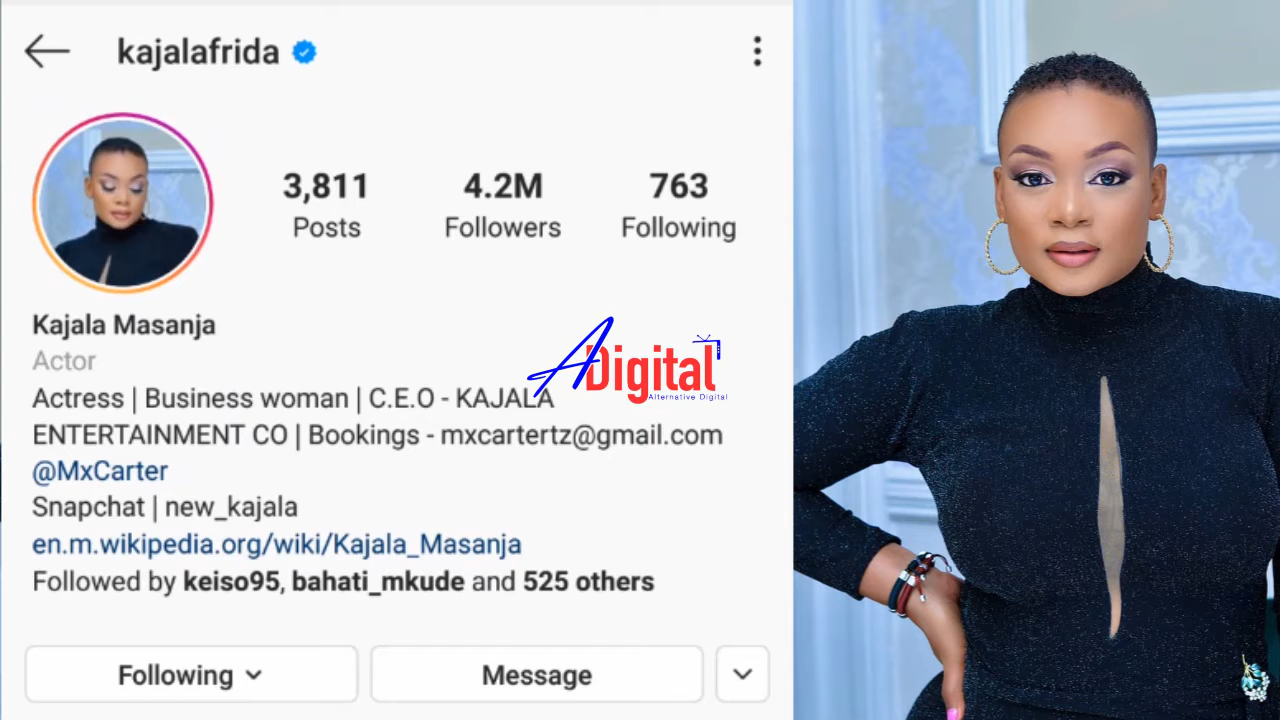 kajalafrida
3,811 4.2M 763
Posts Followers Following
Kajala Masanja
Actor
ADigital
Alternative Digital
Actress | Business woman | C.E.O - KAJALA
ENTERTAINMENT CO | Bookings - mxcartertz@gmail.com
@MxCarter
Snapchat | new_kajala
en.m.wikipedia.org/wiki/Kajala_Masanja
Followed by keiso95, bahati_mkude and 525 others
Following Message